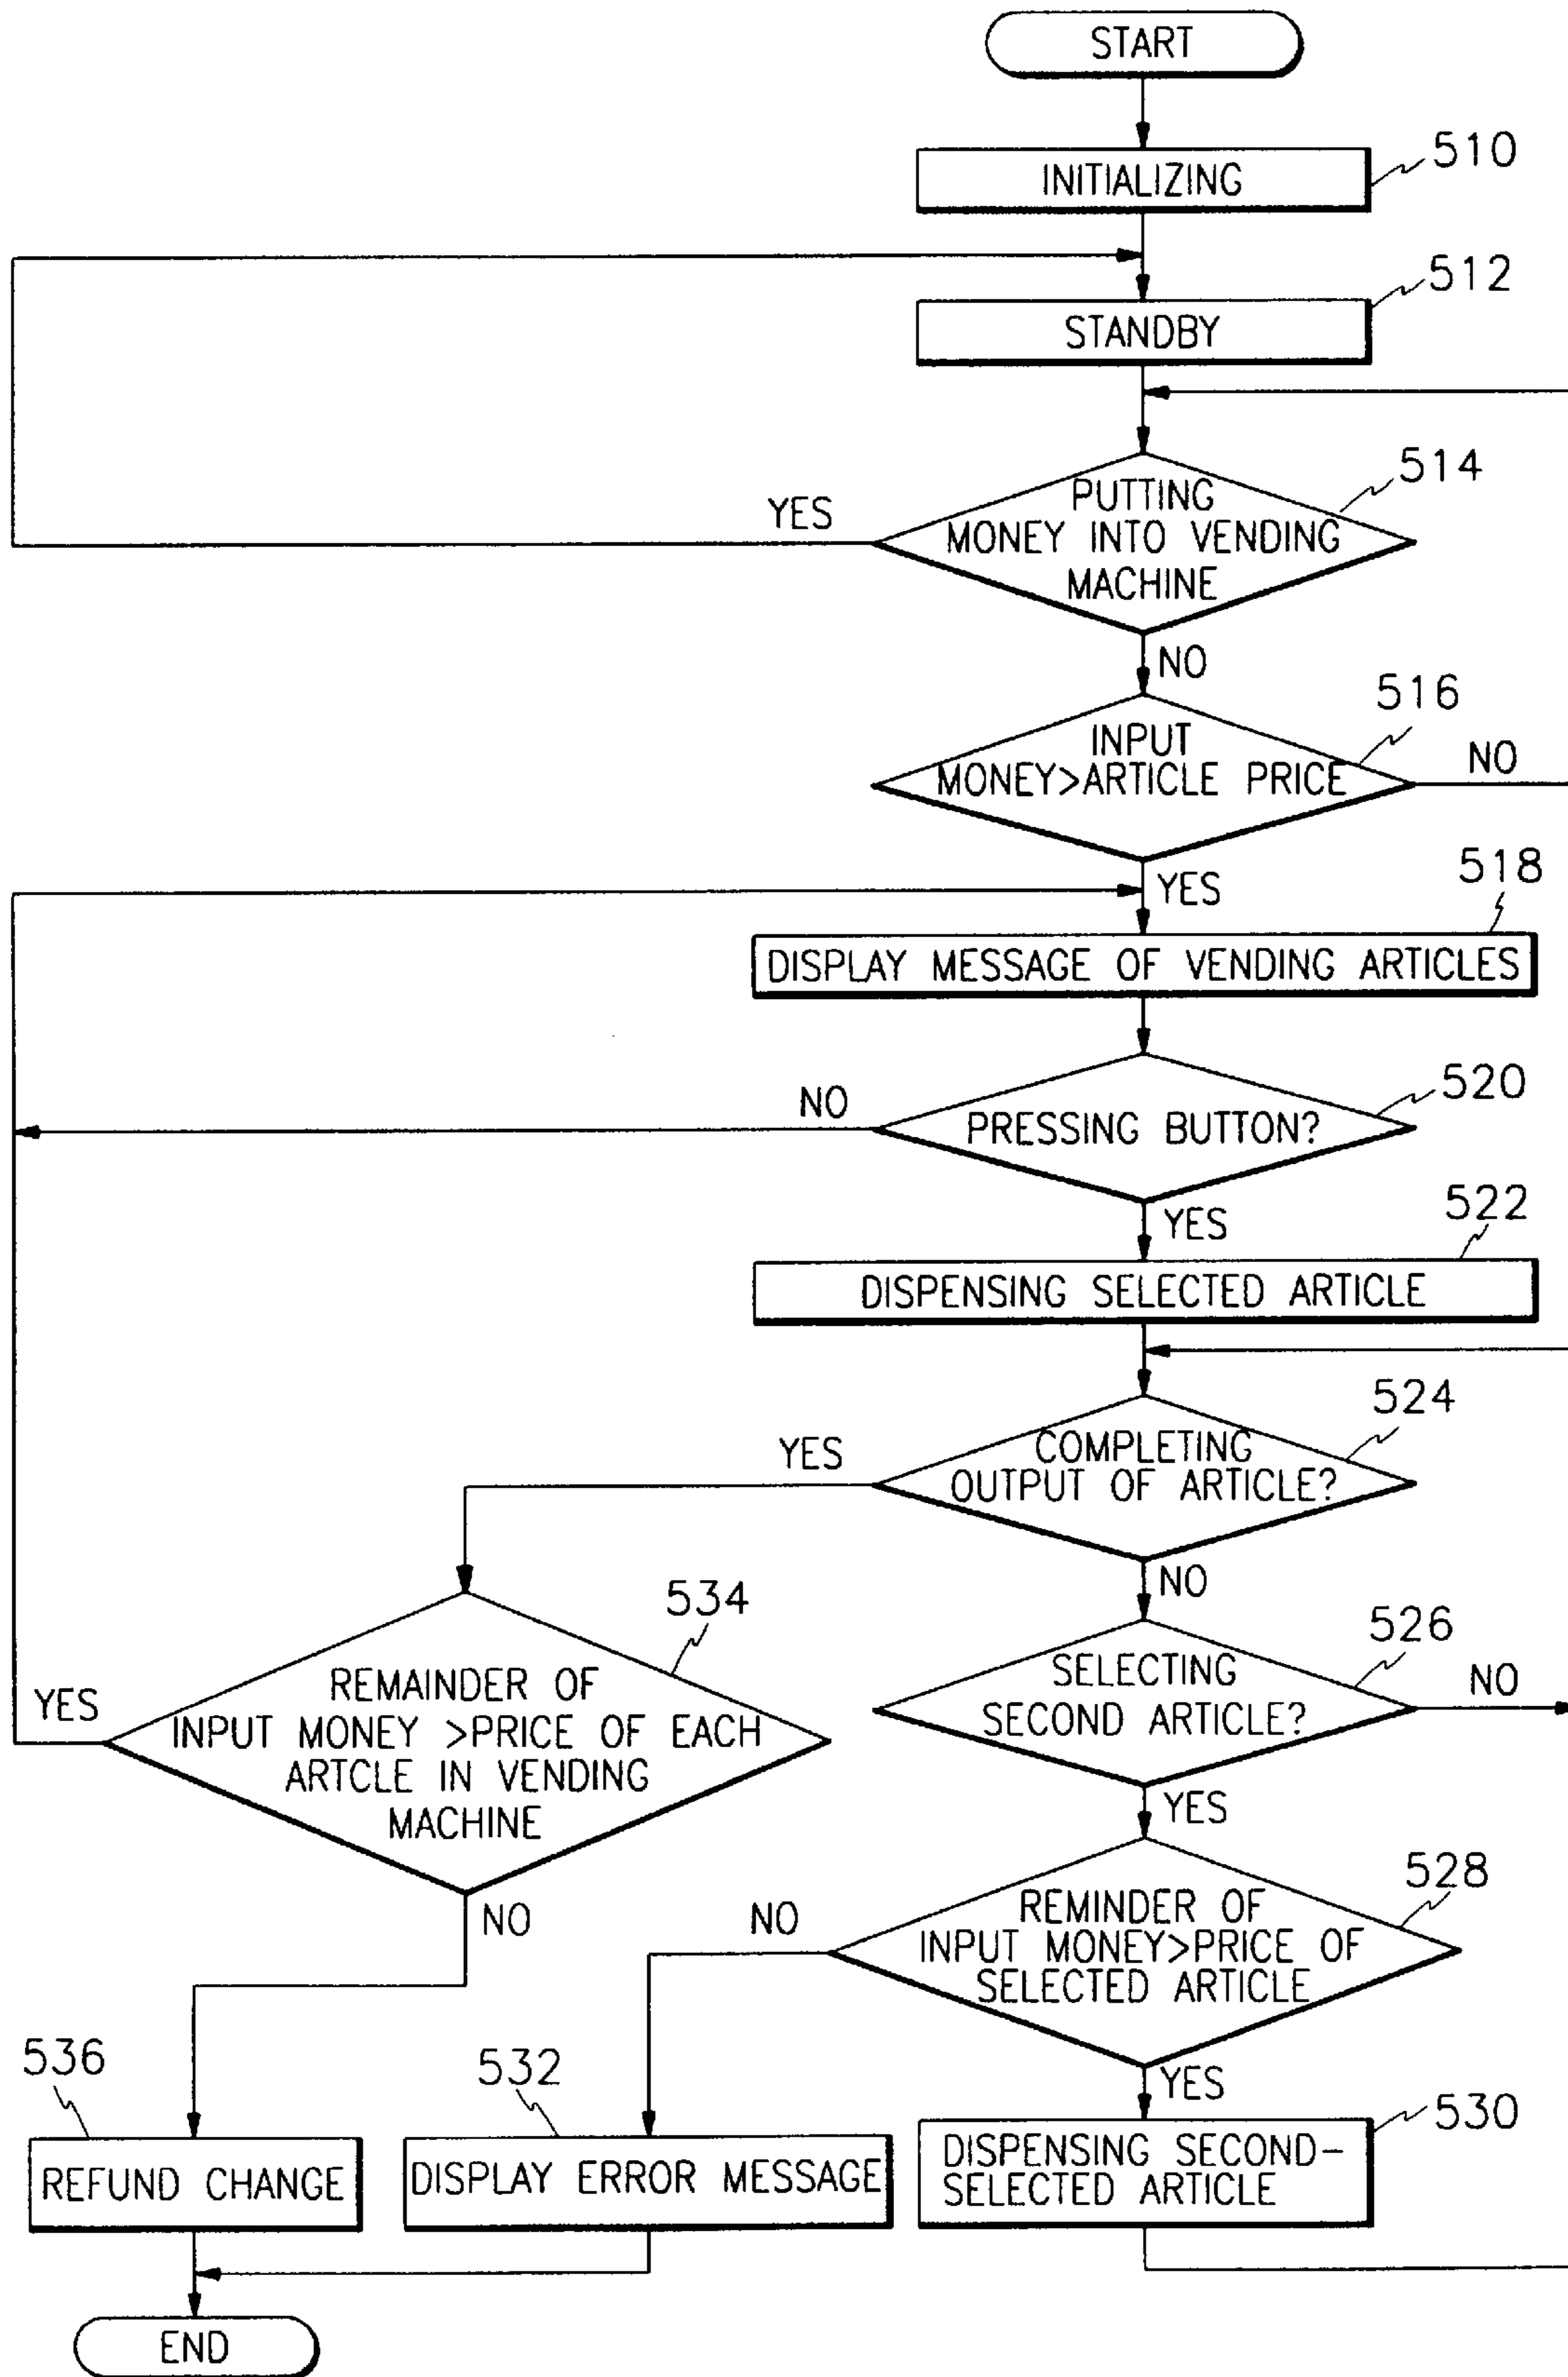 START
INITIALIZING
510
STANDBY
512
PUTTING
MONEY INTO VENDING
MACHINE
514
YES
NO
INPUT
MONEY>ARTICLE PRICE
516
NO
YES
518
DISPLAY MESSAGE OF VENDING ARTICLES
PRESSING BUTTON?
520
NO
YES
522
DISPENSING SELECTED ARTICLE
COMPLETING
OUTPUT OF ARTICLE?
524
YES
NO
SELECTING
SECOND ARTICLE?
526
NO
YES
534
REMAINDER OF
INPUT MONEY >PRICE OF EACH
ARTCLE IN VENDING
MACHINE
YES
NO
REMINDER OF
INPUT MONEY>PRICE OF
SELECTED ARTICLE
528
NO
YES
536
REFUND CHANGE
532
DISPLAY ERROR MESSAGE
530
DISPENSING SECOND-
SELECTED ARTICLE
END